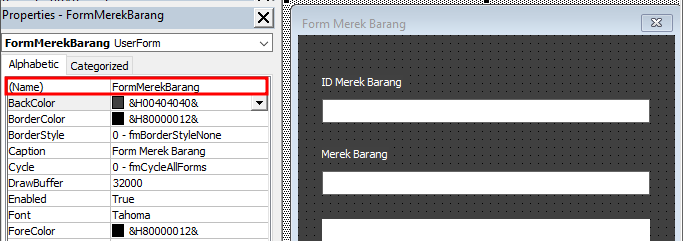 Properties - FormMerekBarang
FormMerekBarang UserForm
Alphabetic Categorized
(Name) FormMerekBarang
BackColor &H00404040&
BorderColor &H80000012&
BorderStyle 0 - fmBorderStyleNone
Caption Form Merek Barang
Cycle 0 - fmCycleAllForms
DrawBuffer 32000
Enabled True
Font Tahoma
ForeColor &H80000012&
Form Merek Barang
ID Merek Barang
Merek Barang